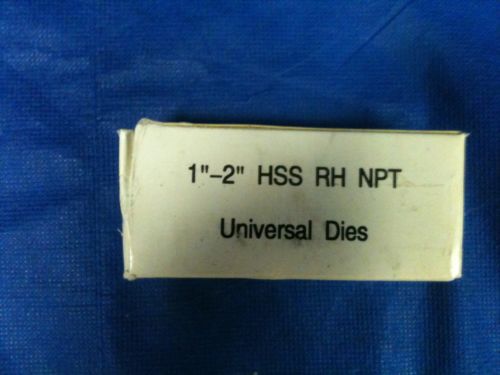 1"-2" HSS RH NPT
Universal Dies